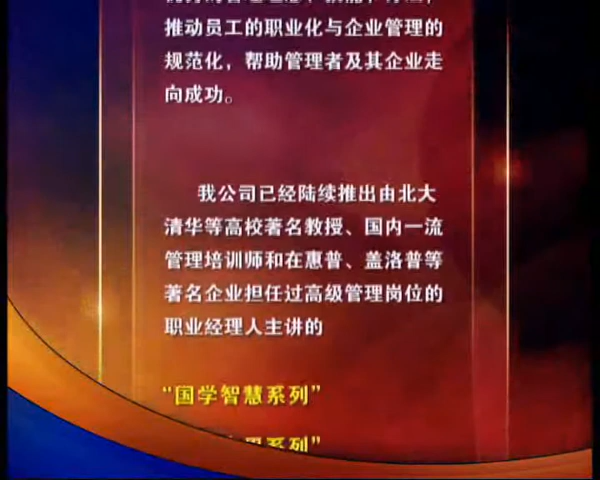 推动员工的职业化与企业管理的
规范化，帮助管理者及其企业走
向成功。
我公司已经陆续推出由北大
清华等高校著名教授、国内一流
管理培训师和在惠普、盖洛普等
著名企业担任过高级管理岗位的
职业经理人主讲的
“国学智慧系列”
系列”